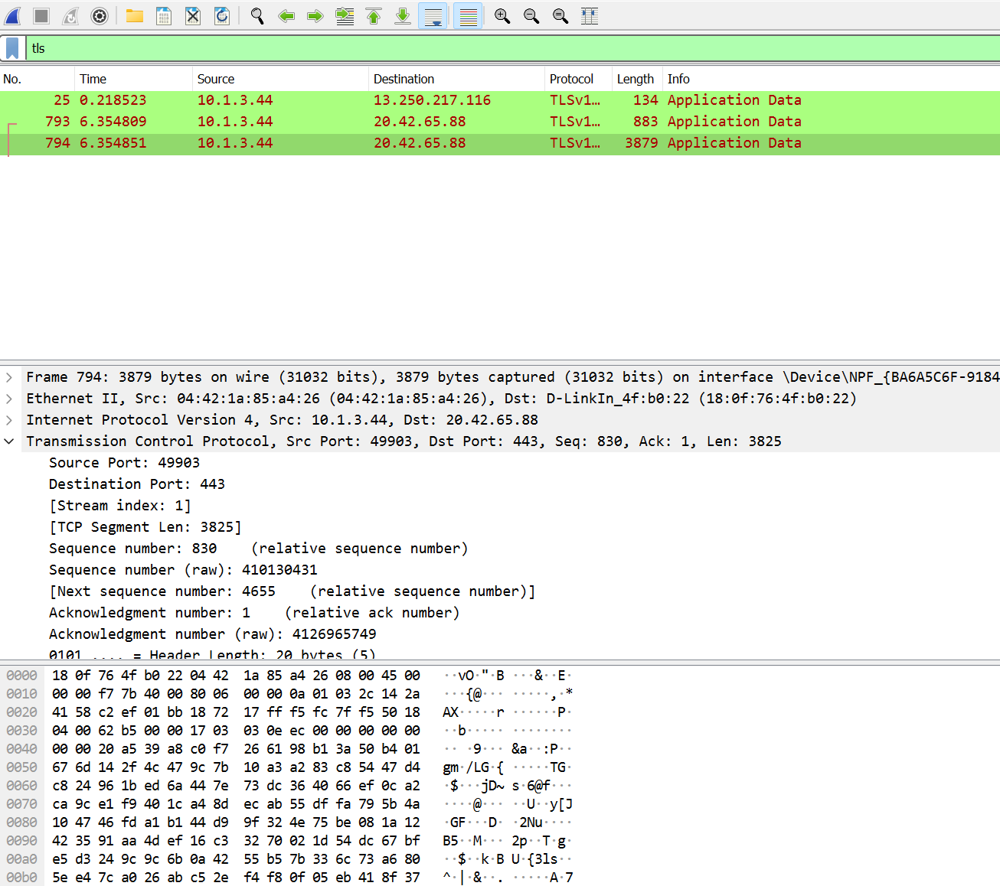 tls
No. Time Source Destination Protocol Length Info
25 0.218523 10.1.3.44 13.250.217.116 TLSv1… 134 Application Data
793 6.354809 10.1.3.44 20.42.65.88 TLSv1… 883 Application Data
794 6.354851 10.1.3.44 20.42.65.88 TLSv1… 3879 Application Data
Frame 794: 3879 bytes on wire (31032 bits), 3879 bytes captured (31032 bits) on interface \Device\NPF_{BA6A5C6F-9184
Ethernet II, Src: 04:42:1a:85:a4:26 (04:42:1a:85:a4:26), Dst: D-LinkIn_4f:b0:22 (18:0f:76:4f:b0:22)
Internet Protocol Version 4, Src: 10.1.3.44, Dst: 20.42.65.88
Transmission Control Protocol, Src Port: 49903, Dst Port: 443, Seq: 830, Ack: 1, Len: 3825
Source Port: 49903
Destination Port: 443
[Stream index: 1]
[TCP Segment Len: 3825]
Sequence number: 830 (relative sequence number)
Sequence number (raw): 410130431
[Next sequence number: 4655 (relative sequence number)]
Acknowledgment number: 1 (relative ack number)
Acknowledgment number (raw): 4126965749
0101 .... = Header Length: 20 bytes (5)
0000 18 0f 76 4f b0 22 04 42 1a 85 a4 26 08 00 45 00 ··vO·"·B ···&··E·
0010 00 00 f7 7b 40 00 80 06 00 00 0a 01 03 2c 14 2a ···{@··· ·····,·*
0020 41 58 c2 ef 01 bb 18 72 17 ff f5 fc 7f f5 50 18 AX·····r ······P·
0030 04 00 62 b5 00 00 17 03 03 0e ec 00 00 00 00 00 ··b····· ········
0040 00 00 20 a5 39 a8 c0 f7 26 61 98 b1 3a 50 b4 01 ·· ·9··· &a··:P··
0050 67 6d 14 2f 4c 47 9c 7b 10 a3 a2 83 c8 54 47 d4 gm·/LG·{ ·····TG·
0060 c8 24 96 1b ed 6a 44 7e 73 dc 36 40 66 ef 0c a2 ·$···jD~ s·6@f···
0070 ca 9c e1 f9 40 1c a4 8d ec ab 55 df fa 79 5b 4a ····@··· ··U··y[J
0080 10 47 46 fd a1 b1 44 d9 9f 32 4e 75 be 08 1a 12 ·GF···D· ·2Nu····
0090 42 35 91 aa 4d ef 16 c3 32 70 02 1d 54 dc 67 bf B5··M··· 2p··T·g·
00a0 e5 d3 24 9c 9c 6b 0a 42 55 b5 7b 33 6c 73 a6 80 ··$··k·B U·{3ls··
00b0 5e e4 7c a0 26 ab c5 2e f4 f8 0f 05 eb 41 8f 37 ^·|·&··. ·····A·7